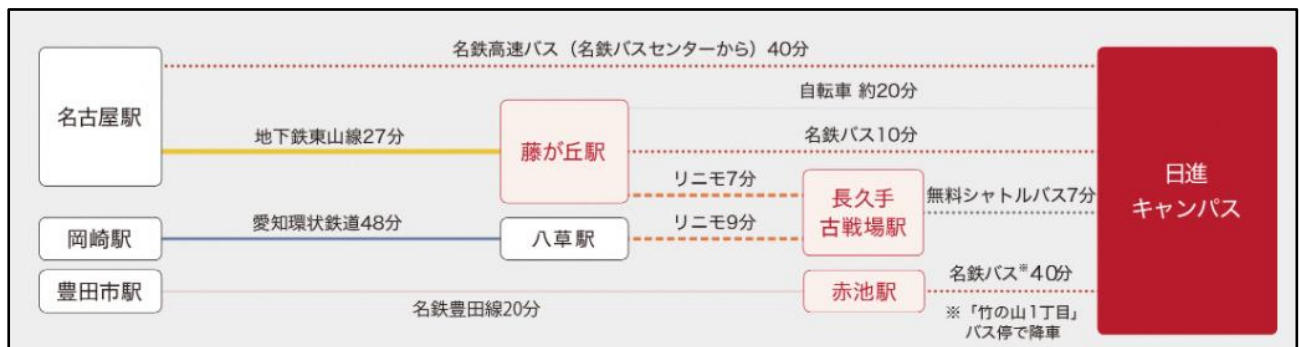 名鉄高速バス（名鉄バスセンターから）40分
名古屋駅
自転車 約20分
地下鉄東山線27分
藤が丘駅
名鉄バス10分
リニモ7分
長久手
古戦場駅
無料シャトルバス7分
日進
キャンパス
岡崎駅
愛知環状鉄道48分
八草駅
リニモ9分
豊田市駅
名鉄豊田線20分
赤池駅
名鉄バス※40分
※「竹の山1丁目」
バス停で降車